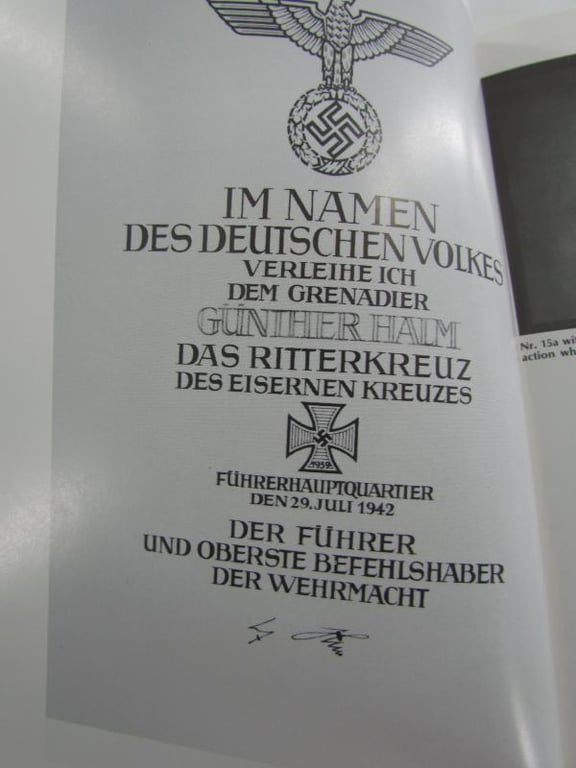 IM NAMEN
DES DEUTSCHEN VOLKES
VERLEIHE ICH
DEM GRENADIER
GÜNTHER HALM
DAS RITTERKREUZ
DES EISERNEN KREUZES
1939
FÜHRERHAUPTQUARTIER
DEN 29. JULI 1942
DER FÜHRER
UND OBERSTE BEFEHLSHABER
DER WEHRMACHT
Nr. 15a
action